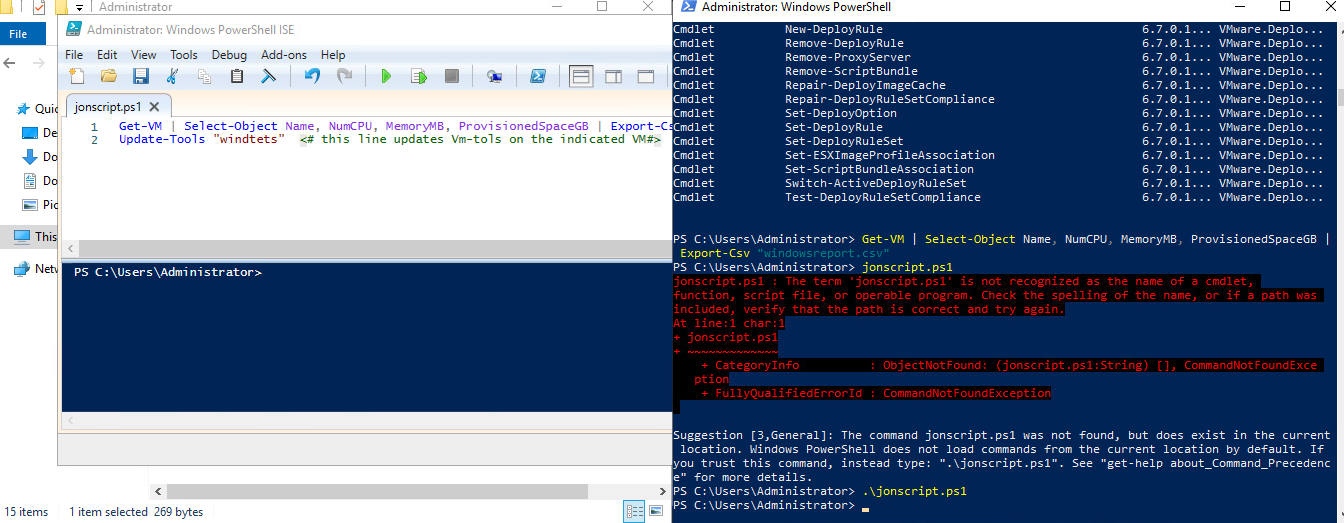 Administrator
File
Quic
De
Do
Do
Pic
This
Netw
15 items
1 item selected 269 bytes
Administrator: Windows PowerShell ISE
File Edit View Tools Debug Add-ons Help
jonscript.ps1
1 Get-VM | Select-Object Name, NumCPU, MemoryMB, ProvisionedSpaceGB | Export-Cs
2 Update-Tools "windtets" <# this line updates Vm-tols on the indicated VM#>
PS C:\Users\Administrator>
Administrator: Windows PowerShell
Cmdlet New-DeployRule 6.7.0.1... VMware.Deplo...
Cmdlet Remove-DeployRule 6.7.0.1... VMware.Deplo...
Cmdlet Remove-ProxyServer 6.7.0.1... VMware.Deplo...
Cmdlet Remove-ScriptBundle 6.7.0.1... VMware.Deplo...
Cmdlet Repair-DeployImageCache 6.7.0.1... VMware.Deplo...
Cmdlet Repair-DeployRuleSetCompliance 6.7.0.1... VMware.Deplo...
Cmdlet Set-DeployOption 6.7.0.1... VMware.Deplo...
Cmdlet Set-DeployRule 6.7.0.1... VMware.Deplo...
Cmdlet Set-DeployRuleSet 6.7.0.1... VMware.Deplo...
Cmdlet Set-ESXImageProfileAssociation 6.7.0.1... VMware.Deplo...
Cmdlet Set-ScriptBundleAssociation 6.7.0.1... VMware.Deplo...
Cmdlet Switch-ActiveDeployRuleSet 6.7.0.1... VMware.Deplo...
Cmdlet Test-DeployRuleSetCompliance 6.7.0.1... VMware.Deplo...
PS C:\Users\Administrator> Get-VM | Select-Object Name, NumCPU, MemoryMB, ProvisionedSpaceGB |
Export-Csv "windowsreport.csv"
PS C:\Users\Administrator> jonscript.ps1
jonscript.ps1 : The term 'jonscript.ps1' is not recognized as the name of a cmdlet,
function, script file, or operable program. Check the spelling of the name, or if a path was
included, verify that the path is correct and try again.
At line:1 char:1
+ jonscript.ps1
+ ~~~~~~~~~~~~~
+ CategoryInfo : ObjectNotFound: (jonscript.ps1:String) [], CommandNotFoundExce
ption
+ FullyQualifiedErrorId : CommandNotFoundException
Suggestion [3,General]: The command jonscript.ps1 was not found, but does exist in the current
location. Windows PowerShell does not load commands from the current location by default. If
you trust this command, instead type: ".\jonscript.ps1". See "get-help about_Command_Precedenc
e" for more details.
PS C:\Users\Administrator> .\jonscript.ps1
PS C:\Users\Administrator>